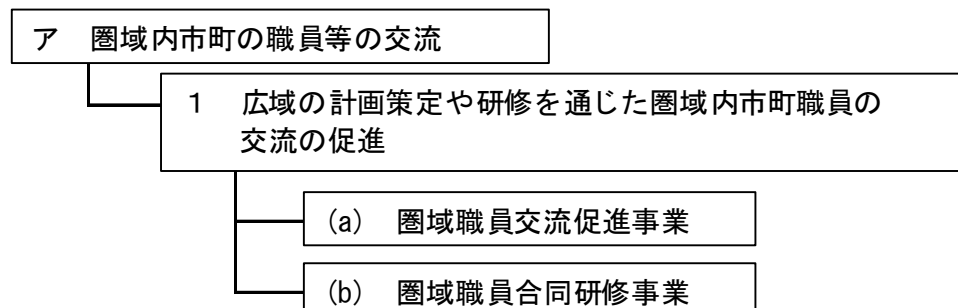 ア 圏域内市町の職員等の交流
1 広域の計画策定や研修を通じた圏域内市町職員の
交流の促進
(a) 圏域職員交流促進事業
(b) 圏域職員合同研修事業